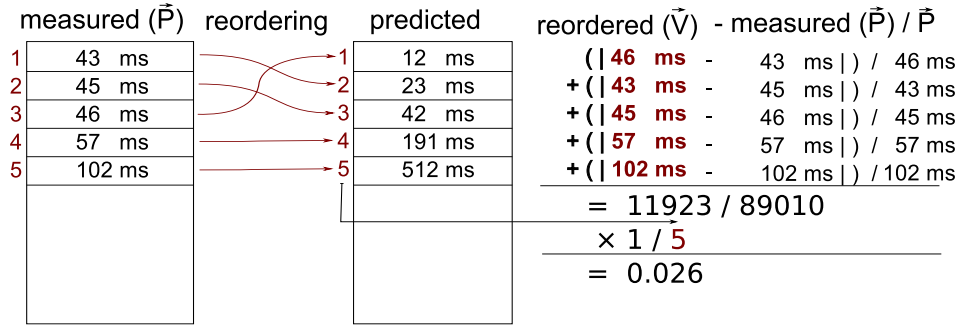 measured (P⃗) reordering predicted reordered (V⃗) - measured (P⃗) / P⃗
1 43 ms 1 12 ms (| 46 ms - 43 ms | ) / 46 ms
2 45 ms 2 23 ms + (| 43 ms - 45 ms | ) / 43 ms
3 46 ms 3 42 ms + (| 45 ms - 46 ms | ) / 45 ms
4 57 ms 4 191 ms + (| 57 ms - 57 ms | ) / 57 ms
5 102 ms 5 512 ms + (| 102 ms - 102 ms | ) / 102 ms
= 11923 / 89010
× 1 / 5
= 0.026